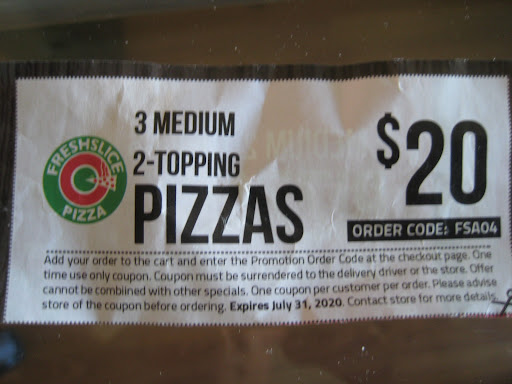 3 MEDIUM
2-TOPPING
PIZZAS
$20
ORDER CODE: FSA04
FRESHSLICE
PIZZA
Add your order to the cart and enter the Promotion Order Code at the checkout page. One
time use only coupon. Coupon must be surrendered to the delivery driver or the store. Offer
cannot be combined with other specials. One coupon per customer per order. Please advise
store of the coupon before ordering. Expires July 31, 2020. Contact store for more details.